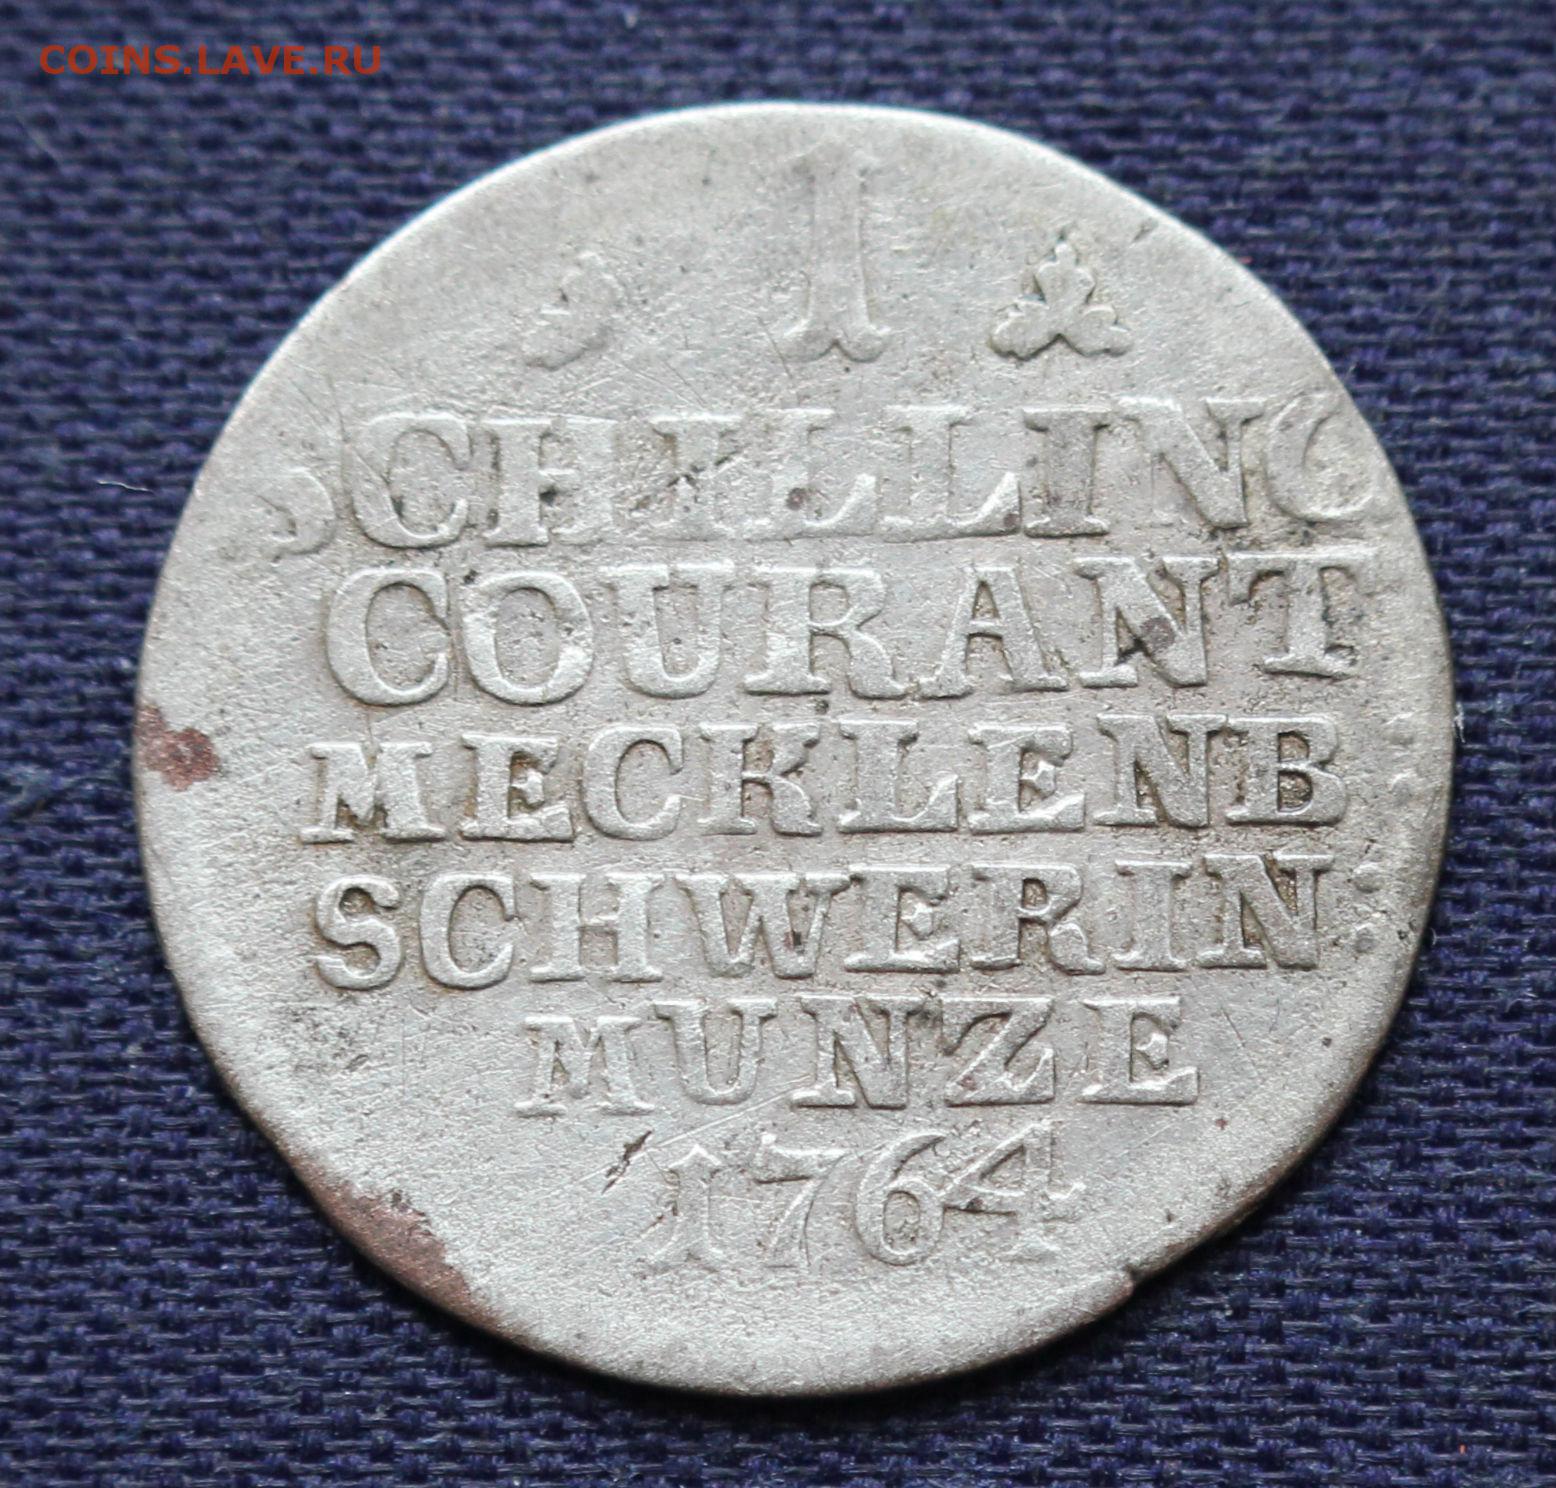 COINS.LAVE.RU
1
SCHILLING
COURANT
MECKLENB
SCHWERIN:
MUNZE
1764